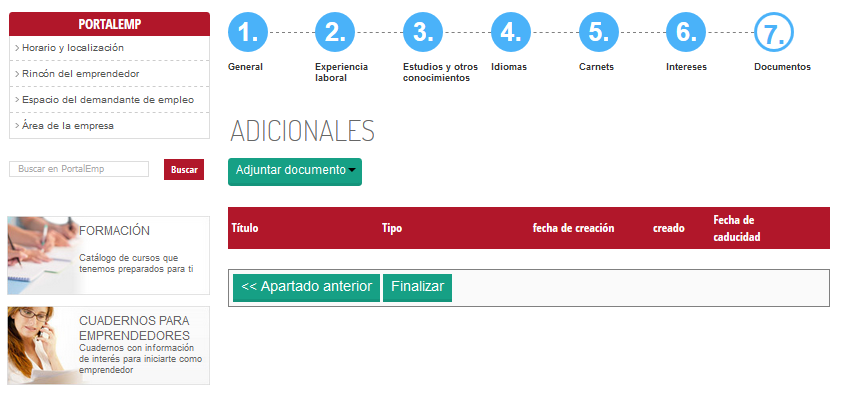 PORTALEMP
Horario y localización
Rincón del emprendedor
Espacio del demandante de empleo
Área de la empresa
Buscar en PortalEmp
Buscar
FORMACIÓN
Catálogo de cursos que
tenemos preparados para ti
CUADERNOS PARA
EMPRENDEDORES
Cuadernos con información
de interés para iniciarte como
emprendedor
1.
General
2.
Experiencia
laboral
3.
Estudios y otros
conocimientos
4.
Idiomas
5.
Carnets
6.
Intereses
7.
Documentos
ADICIONALES
Adjuntar documento
Título Tipo fecha de creación creado Fecha de
caducidad
<< Apartado anterior Finalizar